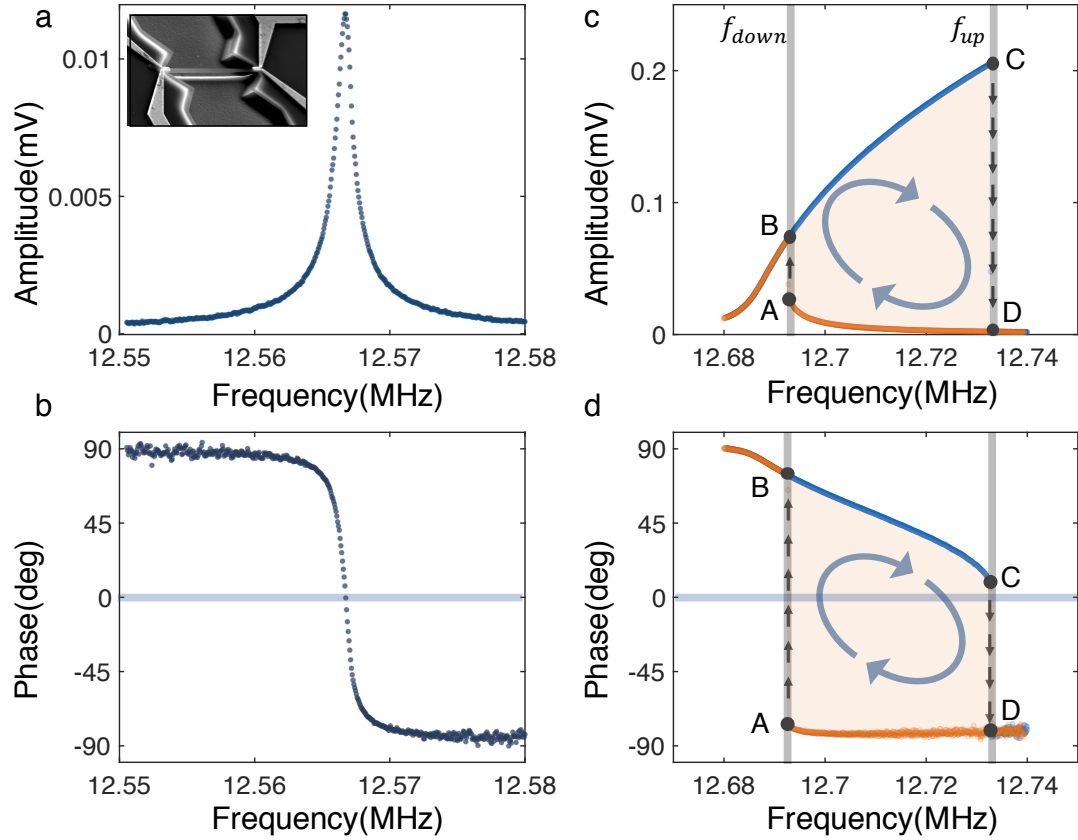 a
Amplitude(mV)
0.01
0.005
0
12.55
12.56
12.57
12.58
Frequency(MHz)
c
f_down
f_up
Amplitude(mV)
0.2
0.1
0
A
B
C
D
12.68
12.7
12.72
12.74
Frequency(MHz)
b
Phase(deg)
90
45
0
-45
-90
12.55
12.56
12.57
12.58
Frequency(MHz)
d
Phase(deg)
90
45
0
-45
-90
A
B
C
D
12.68
12.7
12.72
12.74
Frequency(MHz)